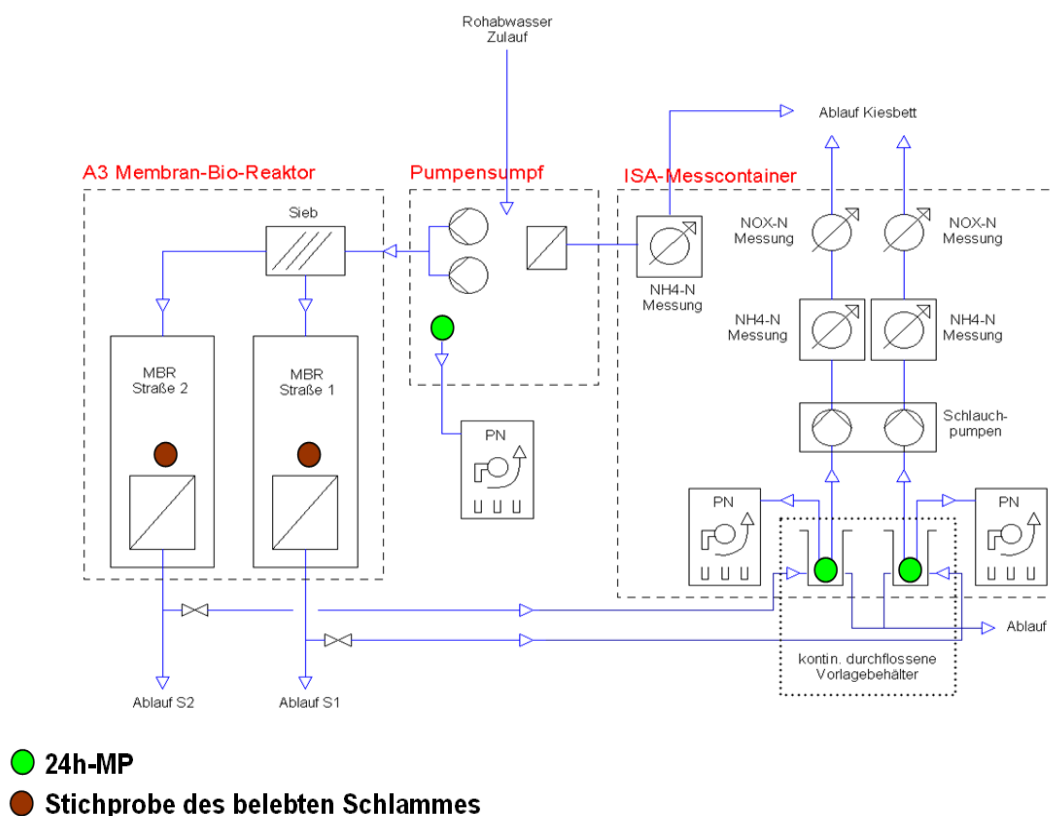 Rohabwasser
Zulauf
Ablauf Kiesbett
A3 Membran-Bio-Reaktor
Pumpensumpf
ISA-Messcontainer
Sieb
NOX-N
Messung
NOX-N
Messung
NH4-N
Messung
NH4-N
Messung
NH4-N
Messung
MBR
Straße 2
MBR
Straße 1
Schlauch-
pumpen
PN
PN
PN
kontin. durchflossene
Vorlagebehälter
Ablauf
Ablauf S2
Ablauf S1
24h-MP
Stichprobe des belebten Schlammes